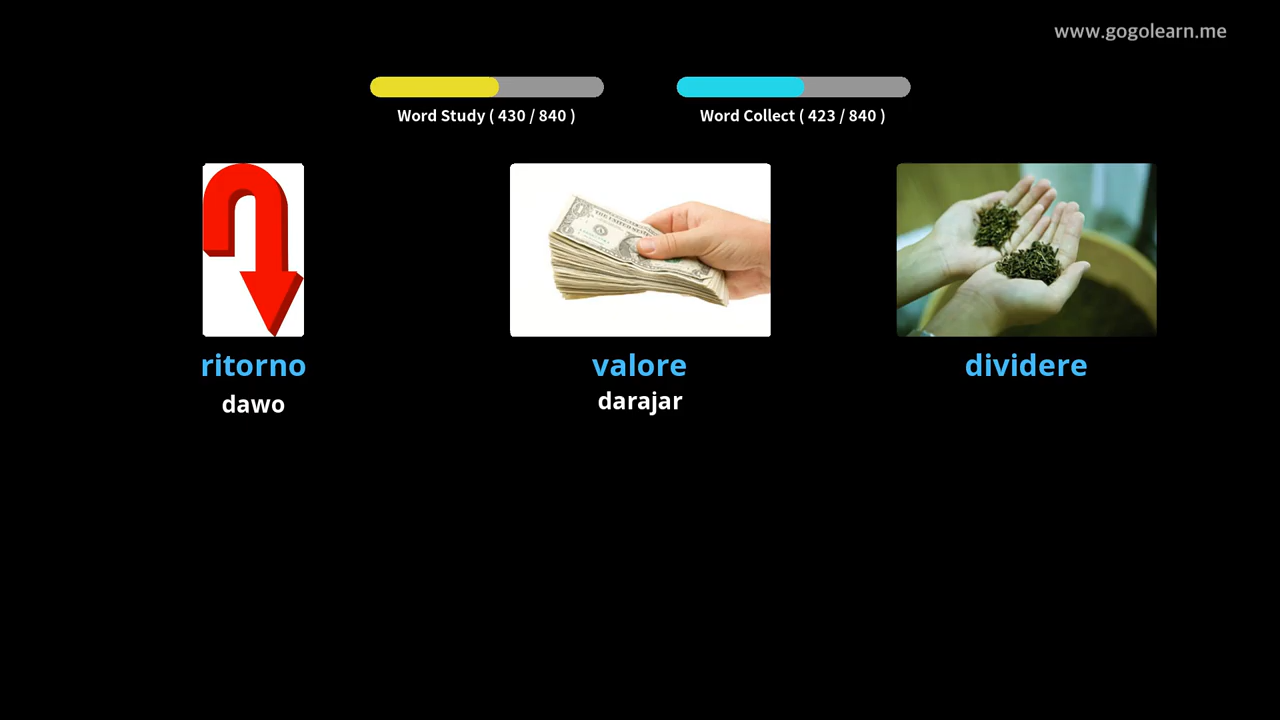 www.gogolearn.me
Word Study ( 430 / 840 )
Word Collect ( 423 / 840 )
ritorno
valore
dividere
dawo
darajar